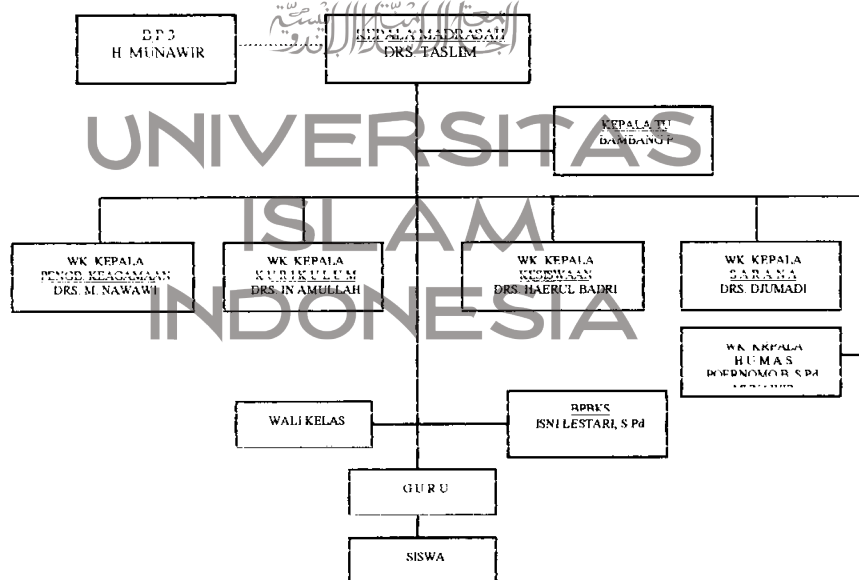 B P 3
H. MUNAWIR
KEPALA MADRASAH
DRS. TASLIM
KEPALA TU
BAMBANG P
UNIVERSITAS
ISLAM
INDONESIA
WK. KEPALA
PENGB. KEAGAMAAN
DRS. M. NAWAWI
WK. KEPALA
K U R I K U L U M
DRS. IN AMULLAH
WK. KEPALA
KESISWAAN
DRS. HAERUL BADRI
WK. KEPALA
S A R A N A
DRS. DJUMADI
WK. KEPALA
H U M A S
POERNOMO B. S.Pd
WALI KELAS
BPBKS
ISNI LESTARI, S.Pd
G U R U
SISWA